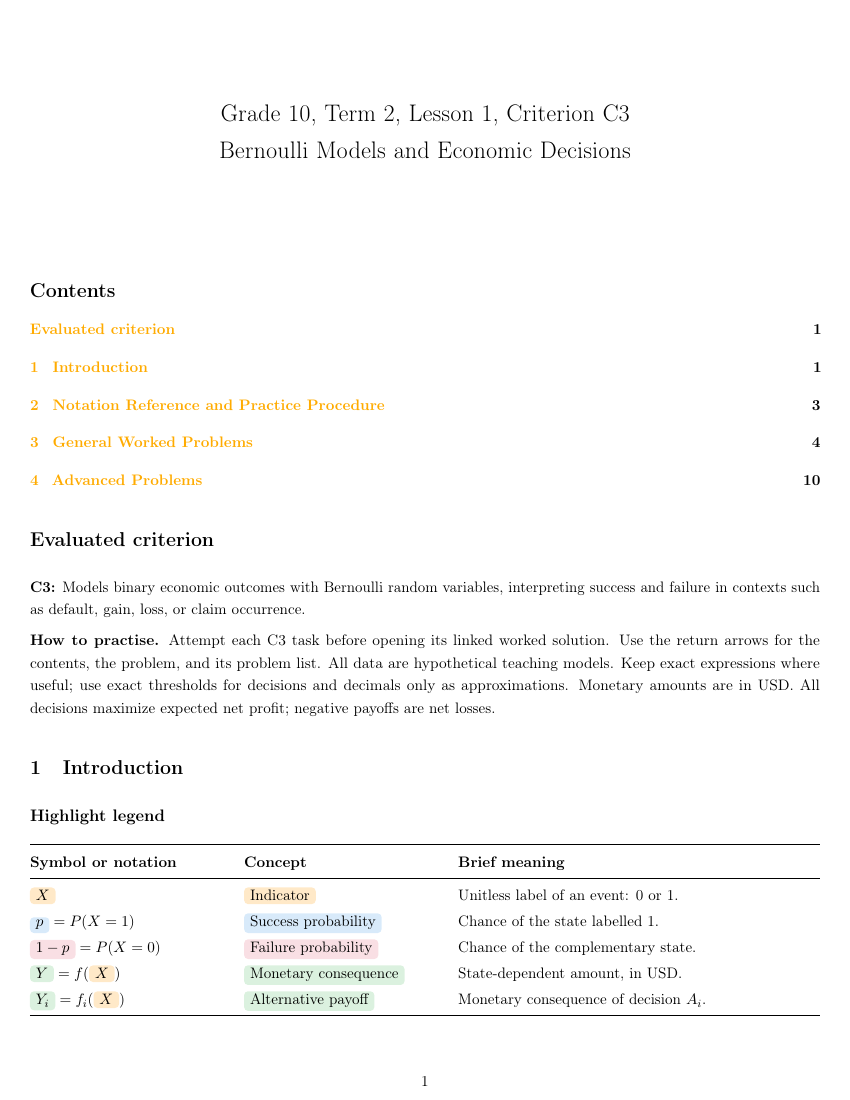 Grade 10, Term 2, Lesson 1, Criterion C3
Bernoulli Models and Economic Decisions
Contents
Evaluated criterion 1
1 Introduction 1
2 Notation Reference and Practice Procedure 3
3 General Worked Problems 4
4 Advanced Problems 10
Evaluated criterion
C3: Models binary economic outcomes with Bernoulli random variables, interpreting success and failure in contexts such
as default, gain, loss, or claim occurrence.
How to practise. Attempt each C3 task before opening its linked worked solution. Use the return arrows for the
contents, the problem, and its problem list. All data are hypothetical teaching models. Keep exact expressions where
useful; use exact thresholds for decisions and decimals only as approximations. Monetary amounts are in USD. All
decisions maximize expected net profit; negative payoffs are net losses.
1 Introduction
Highlight legend
Symbol or notation Concept Brief meaning
X Indicator Unitless label of an event: 0 or 1.
p = P(X = 1) Success probability Chance of the state labelled 1.
1 − p = P(X = 0) Failure probability Chance of the complementary state.
Y = f( X ) Monetary consequence State-dependent amount, in USD.
Y_i = f_i( X ) Alternative payoff Monetary consequence of decision A_i.
1